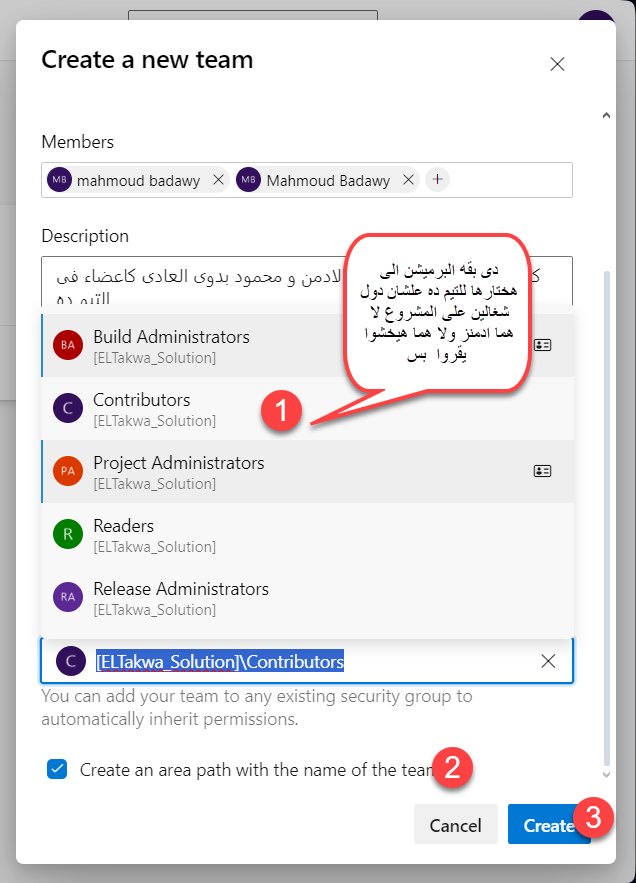 Create a new team
Members
MB mahmoud badawy
MB Mahmoud Badawy
Description
الادمن و محمود بدوى العادى كاعضاء فى
التيم ده
دى بقه البرميشن الى
هختارها للتيم ده علشان دول
شغالين على المشروع لا
هما ادمنز ولا هما هيخشوا
يقروا بس
BA Build Administrators
[ELTakwa_Solution]
C Contributors
[ELTakwa_Solution]
1
PA Project Administrators
[ELTakwa_Solution]
R Readers
[ELTakwa_Solution]
RA Release Administrators
[ELTakwa_Solution]
C [ELTakwa_Solution]\Contributors
You can add your team to any existing security group to
automatically inherit permissions.
Create an area path with the name of the team
2
Cancel
Create
3